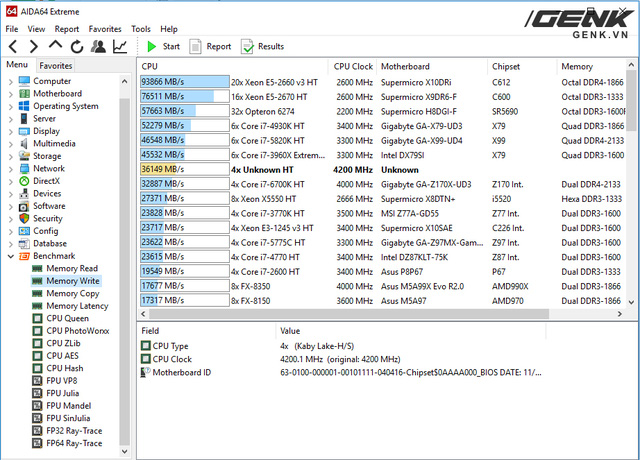 64 AIDA64 Extreme
GENK
GENK.VN
File View Favorites Tools Help
Start Report Results
Menu Favorites
Computer
Motherboard
Operating System
Server
Display
Multimedia
Storage
Network
DirectX
Devices
Software
Security
Config
Database
Benchmark
Memory Read
Memory Write
Memory Copy
Memory Latency
CPU Queen
CPU PhotoWorxx
CPU ZLib
CPU AES
CPU Hash
FPU VP8
FPU Julia
FPU Mandel
FPU SinJulia
FP32 Ray-Trace
FP64 Ray-Trace
CPU CPU Clock Motherboard Chipset Memory
93866 MB/s 20x Xeon E5-2660 v3 HT 2600 MHz Supermicro X10DRi C612 Octal DDR4-1866
76511 MB/s 16x Xeon E5-2670 HT 2600 MHz Supermicro X9DR6-F C600 Octal DDR3-1333
57663 MB/s 32x Opteron 6274 2200 MHz Supermicro H8DGI-F SR5690 Octal DDR3-1600R
52279 MB/s 6x Core i7-4930K HT 3400 MHz Gigabyte GA-X79-UD3 X79 Quad DDR3-1866
46548 MB/s 6x Core i7-5820K HT 3300 MHz Gigabyte GA-X99-UD4 X99 Quad DDR4-2133
45532 MB/s 6x Core i7-3960X Extrem... 3300 MHz Intel DX79SI X79 Quad DDR3-1600
36149 MB/s 4x Unknown HT 4200 MHz Unknown
32887 MB/s 4x Core i7-6700K HT 4000 MHz Gigabyte GA-Z170X-UD3 Z170 Int. Dual DDR4-2133
27371 MB/s 8x Xeon X5550 HT 2666 MHz Supermicro X8DTN+ i5520 Hexa DDR3-1333
23828 MB/s 4x Core i7-3770K HT 3500 MHz MSI Z77A-GD55 Z77 Int. Dual DDR3-1600
23717 MB/s 4x Xeon E3-1245 v3 HT 3400 MHz Supermicro X10SAE C226 Int. Dual DDR3-1600
23622 MB/s 4x Core i7-5775C HT 3300 MHz Gigabyte GA-Z97MX-Gam... Z97 Int. Dual DDR3-1600
23615 MB/s 4x Core i7-4770 HT 3400 MHz Intel DZ87KLT-75K Z87 Int. Dual DDR3-1600
19549 MB/s 4x Core i7-2600 HT 3400 MHz Asus P8P67 P67 Dual DDR3-1333
17677 MB/s 8x FX-8350 4000 MHz Asus M5A99X Evo R2.0 AMD990X Dual DDR3-1866
17317 MB/s 8x FX-8150 3600 MHz Asus M5A97 AMD970 Dual DDR3-1866
Field Value
CPU Type 4x (Kaby Lake-H/S)
CPU Clock 4200.1 MHz (original: 4200 MHz)
Motherboard ID 63-0100-000001-00101111-040416-Chipset$0AAAA000_BIOS DATE: 11/...